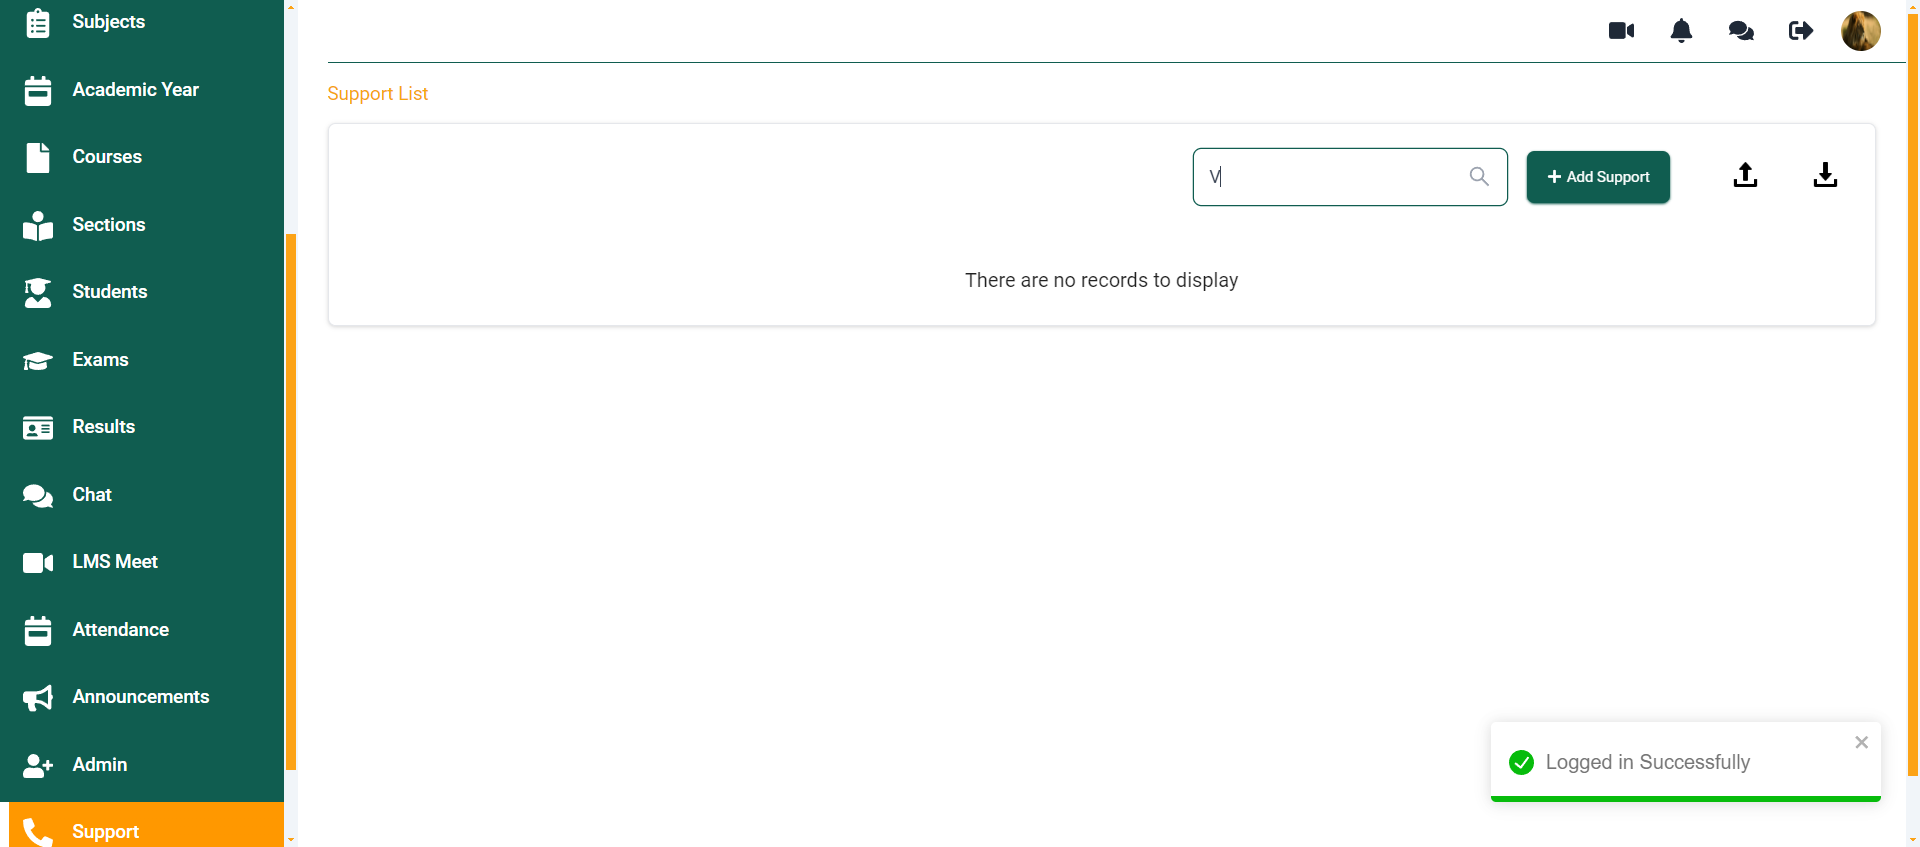 Subjects
Academic Year
Courses
Sections
Students
Exams
Results
Chat
LMS Meet
Attendance
Announcements
Admin
Support
Support List
V
Add Support
There are no records to display
Logged in Successfully